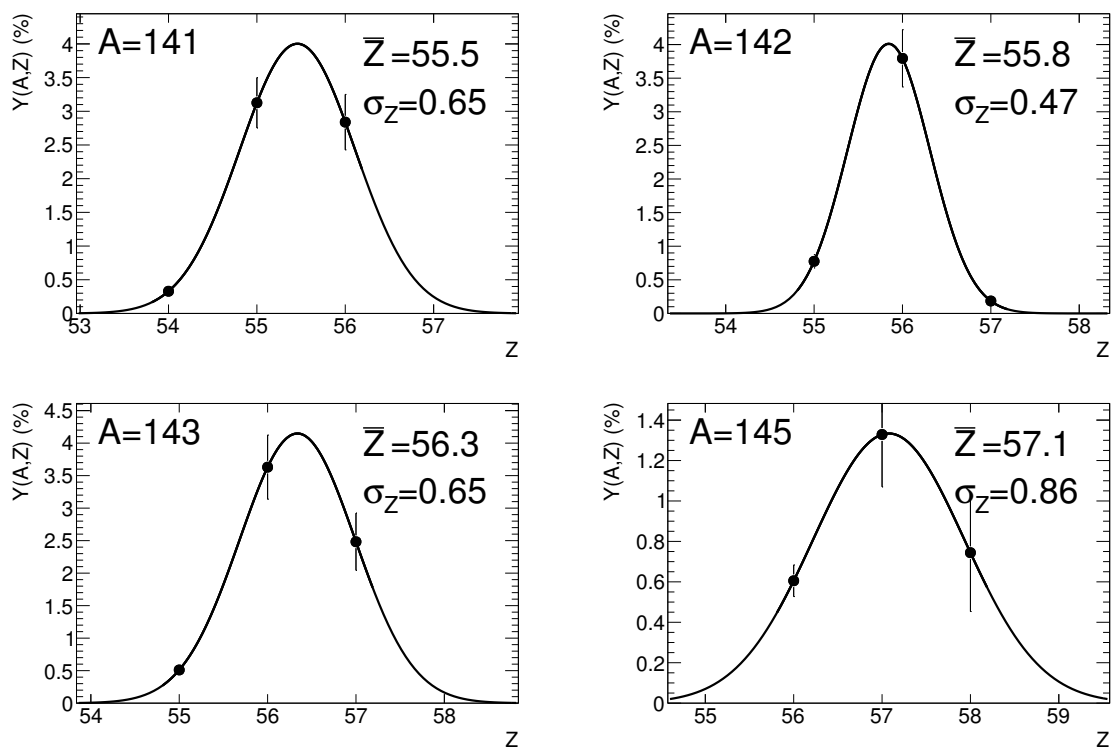 Y(A,Z) (%)
A=141
Z̅=55.5
σ_Z=0.65
4
3.5
3
2.5
2
1.5
1
0.5
0
53 54 55 56 57
Z
Y(A,Z) (%)
A=142
Z̅=55.8
σ_Z=0.47
4
3.5
3
2.5
2
1.5
1
0.5
0
54 55 56 57 58
Z
Y(A,Z) (%)
A=143
Z̅=56.3
σ_Z=0.65
4.5
4
3.5
3
2.5
2
1.5
1
0.5
0
54 55 56 57 58
Z
Y(A,Z) (%)
A=145
Z̅=57.1
σ_Z=0.86
1.4
1.2
1
0.8
0.6
0.4
0.2
0
55 56 57 58 59
Z